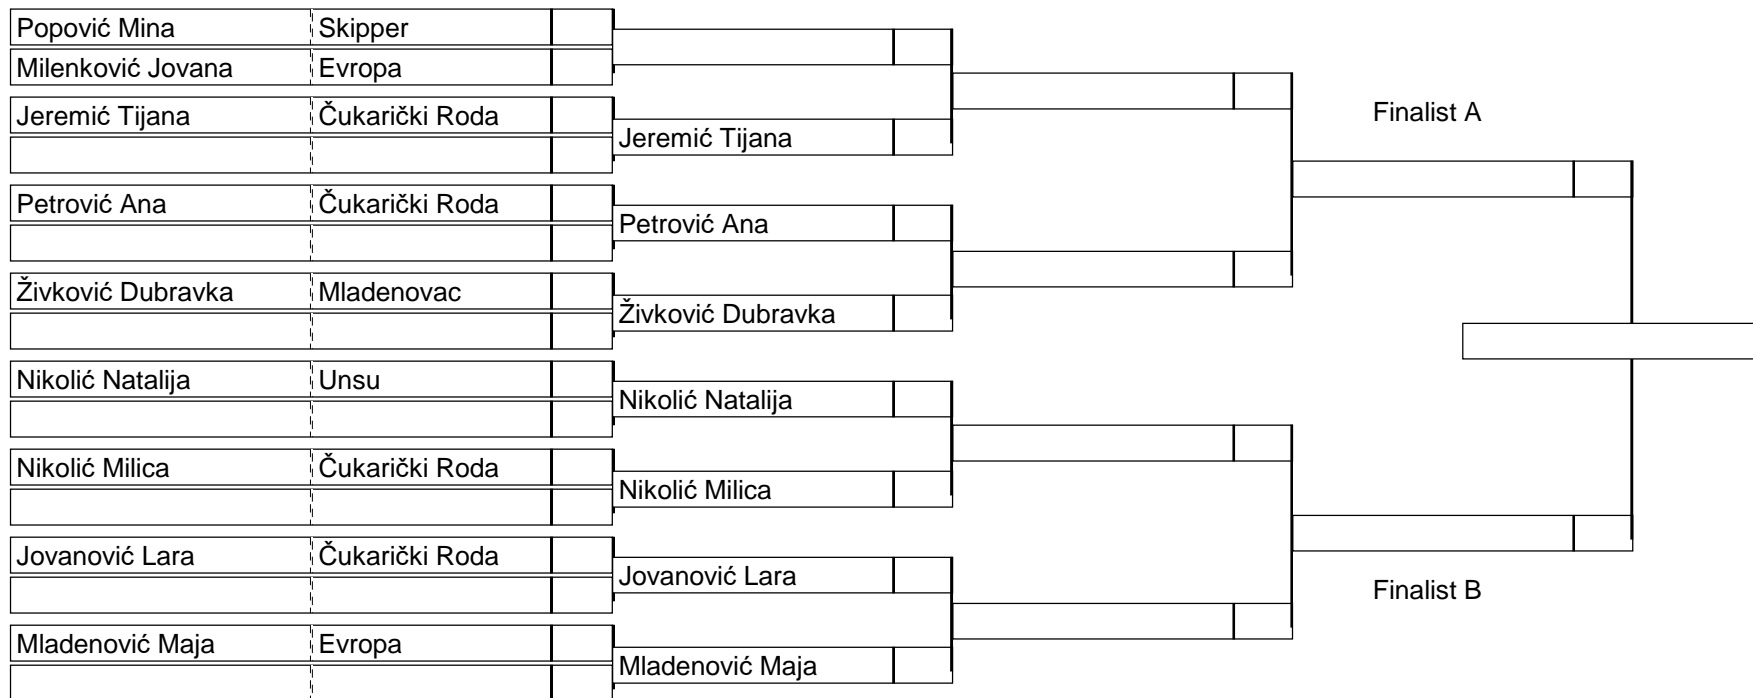 Popović Mina Skipper
Milenković Jovana Evropa
Jeremić Tijana Čukarički Roda
Petrović Ana Čukarički Roda
Živković Dubravka Mladenovac
Nikolić Natalija Unsu
Nikolić Milica Čukarički Roda
Jovanović Lara Čukarički Roda
Mladenović Maja Evropa
Jeremić Tijana
Petrović Ana
Živković Dubravka
Nikolić Natalija
Nikolić Milica
Jovanović Lara
Mladenović Maja
Finalist A
Finalist B